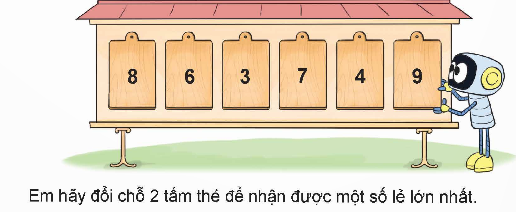 8 6 3 7 4 9
Em hãy đổi chỗ 2 tấm thé để nhận được một số lẻ lớn nhất.